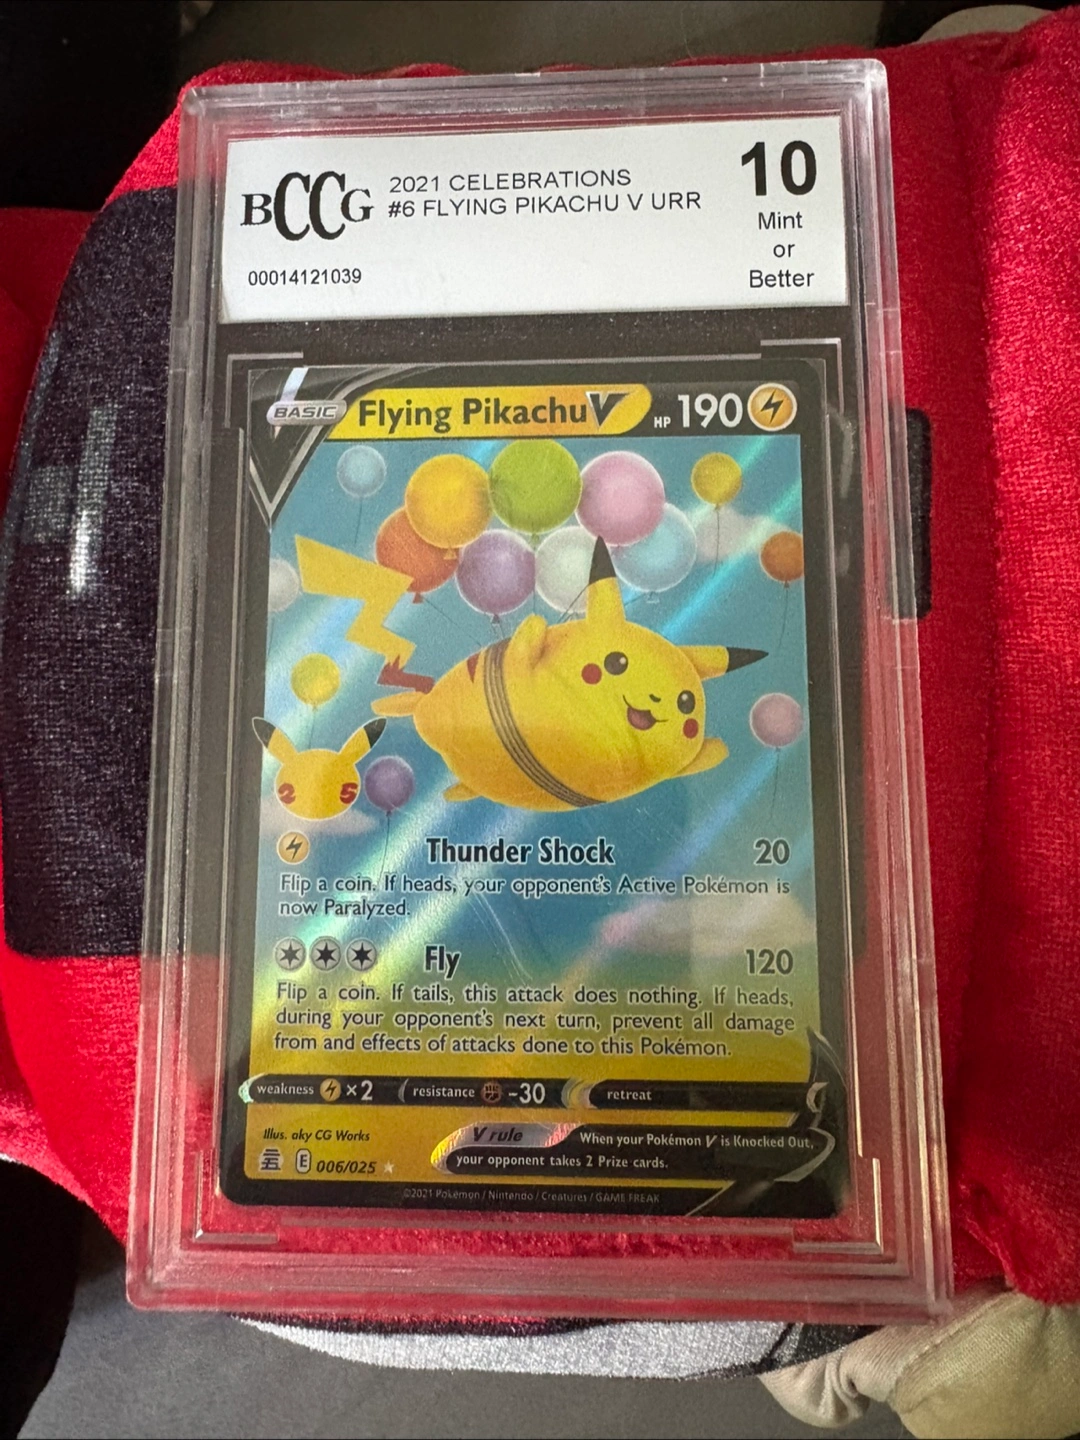 BCCG
2021 CELEBRATIONS
#6 FLYING PIKACHU V URR
10
Mint
or
Better
00014121039
BASIC Flying Pikachu V HP 190
25
Thunder Shock 20
Flip a coin. If heads, your opponent's Active Pokémon is
now Paralyzed.
Fly 120
Flip a coin. If tails, this attack does nothing. If heads,
during your opponent's next turn, prevent all damage
from and effects of attacks done to this Pokémon.
weakness ×2 resistance -30 retreat
Illus. aky CG Works
V rule When your Pokémon V is Knocked Out,
your opponent takes 2 Prize cards.
E 006/025
©2021 Pokémon / Nintendo / Creatures / GAME FREAK